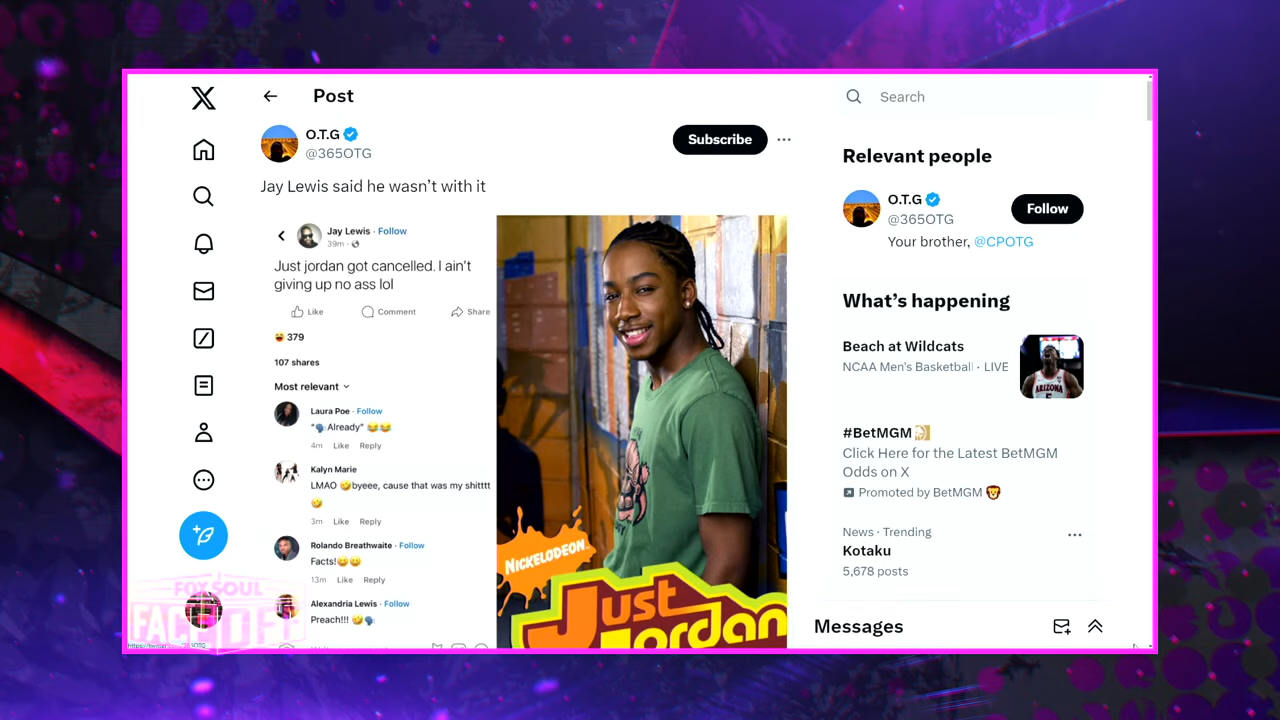 Post
Search
O.T.G
@365OTG
Subscribe
Jay Lewis said he wasn't with it
Jay Lewis · Follow
39m ·
Just jordan got cancelled. I ain't
giving up no ass lol
Like Comment Share
379
107 shares
Most relevant
Laura Poe · Follow
"🗣Already" 😂😂
4m Like Reply
Kalyn Marie
LMAO 🤣byeee, cause that was my shitttt
🤣
3m Like Reply
Rolando Breathwaite · Follow
Facts!😄😄
13m Like Reply
Alexandria Lewis · Follow
Preach!!! 🤣🗣
NICKELODEON
Just
Jordan
Relevant people
O.T.G
@365OTG
Follow
Your brother, @CPOTG
What's happening
Beach at Wildcats
NCAA Men's Basketball · LIVE
ARIZONA
#BetMGM
Click Here for the Latest BetMGM
Odds on X
Promoted by BetMGM
News · Trending
Kotaku
5,678 posts
Messages
FOX SOUL